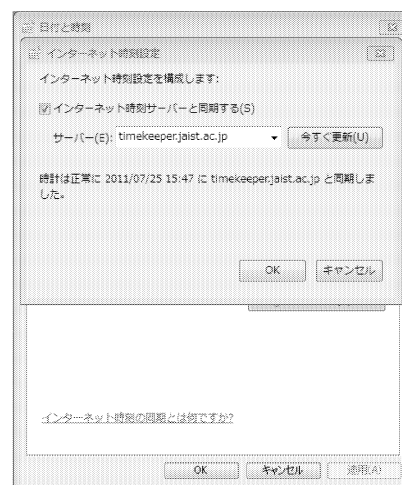 日付と時刻
インターネット時刻設定
インターネット時刻設定を構成します:
インターネット時刻サーバーと同期する(S)
サーバー(E): timekeeper.jaist.ac.jp 今すぐ更新(U)
時計は正常に 2011/07/25 15:47 に timekeeper.jaist.ac.jp と同期しま
した。
OK キャンセル
インターネット時刻の同期とは何ですか?
OK キャンセル 適用(A)